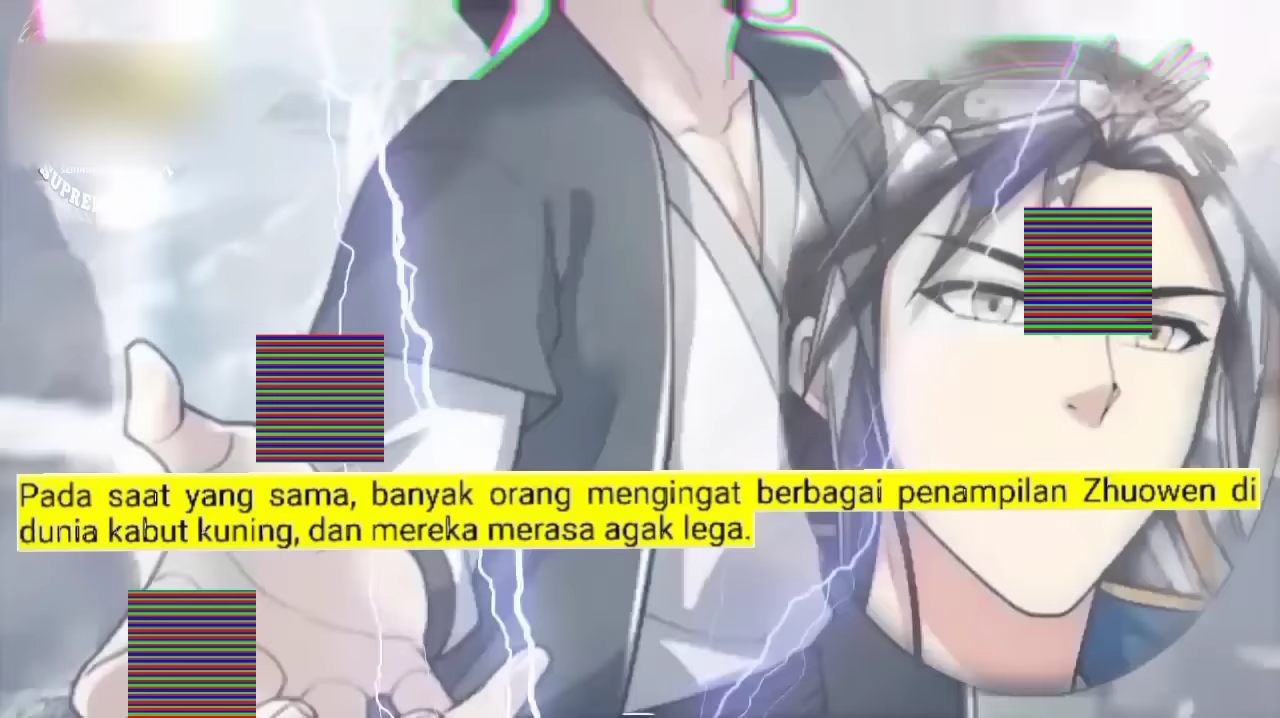 Pada saat yang sama, banyak orang mengingat berbagai penampilan Zhuowen di
dunia kabut kuning, dan mereka merasa agak lega.